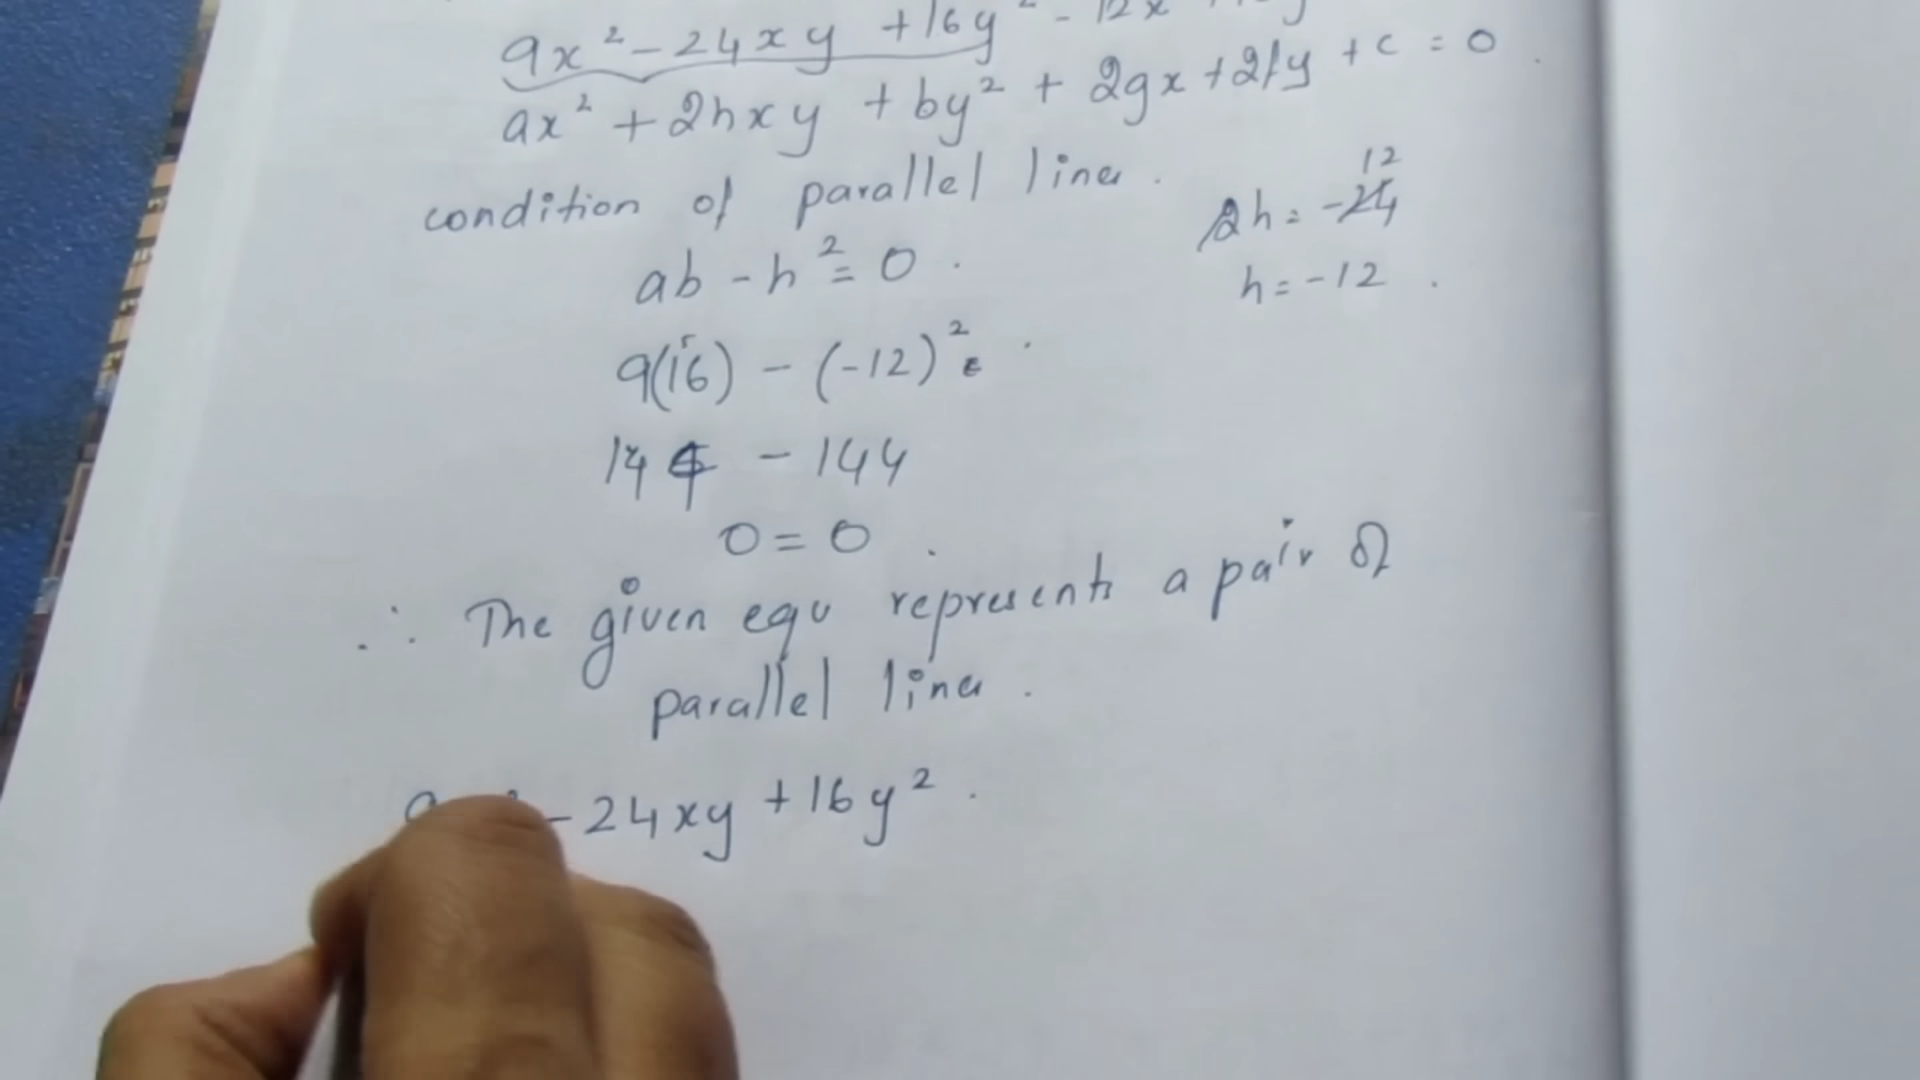 9x² - 24xy + 16y² - 12x
ax² + 2hxy + by² + 2gx + 2fy + c = 0
condition of parallel lines.
ab - h² = 0.
12
2h = -24
h = -12.
9(16) - (-12)² =
144 - 144
0 = 0.
∴ The given equ represents a pair of
parallel lines.
- 24xy + 16y².